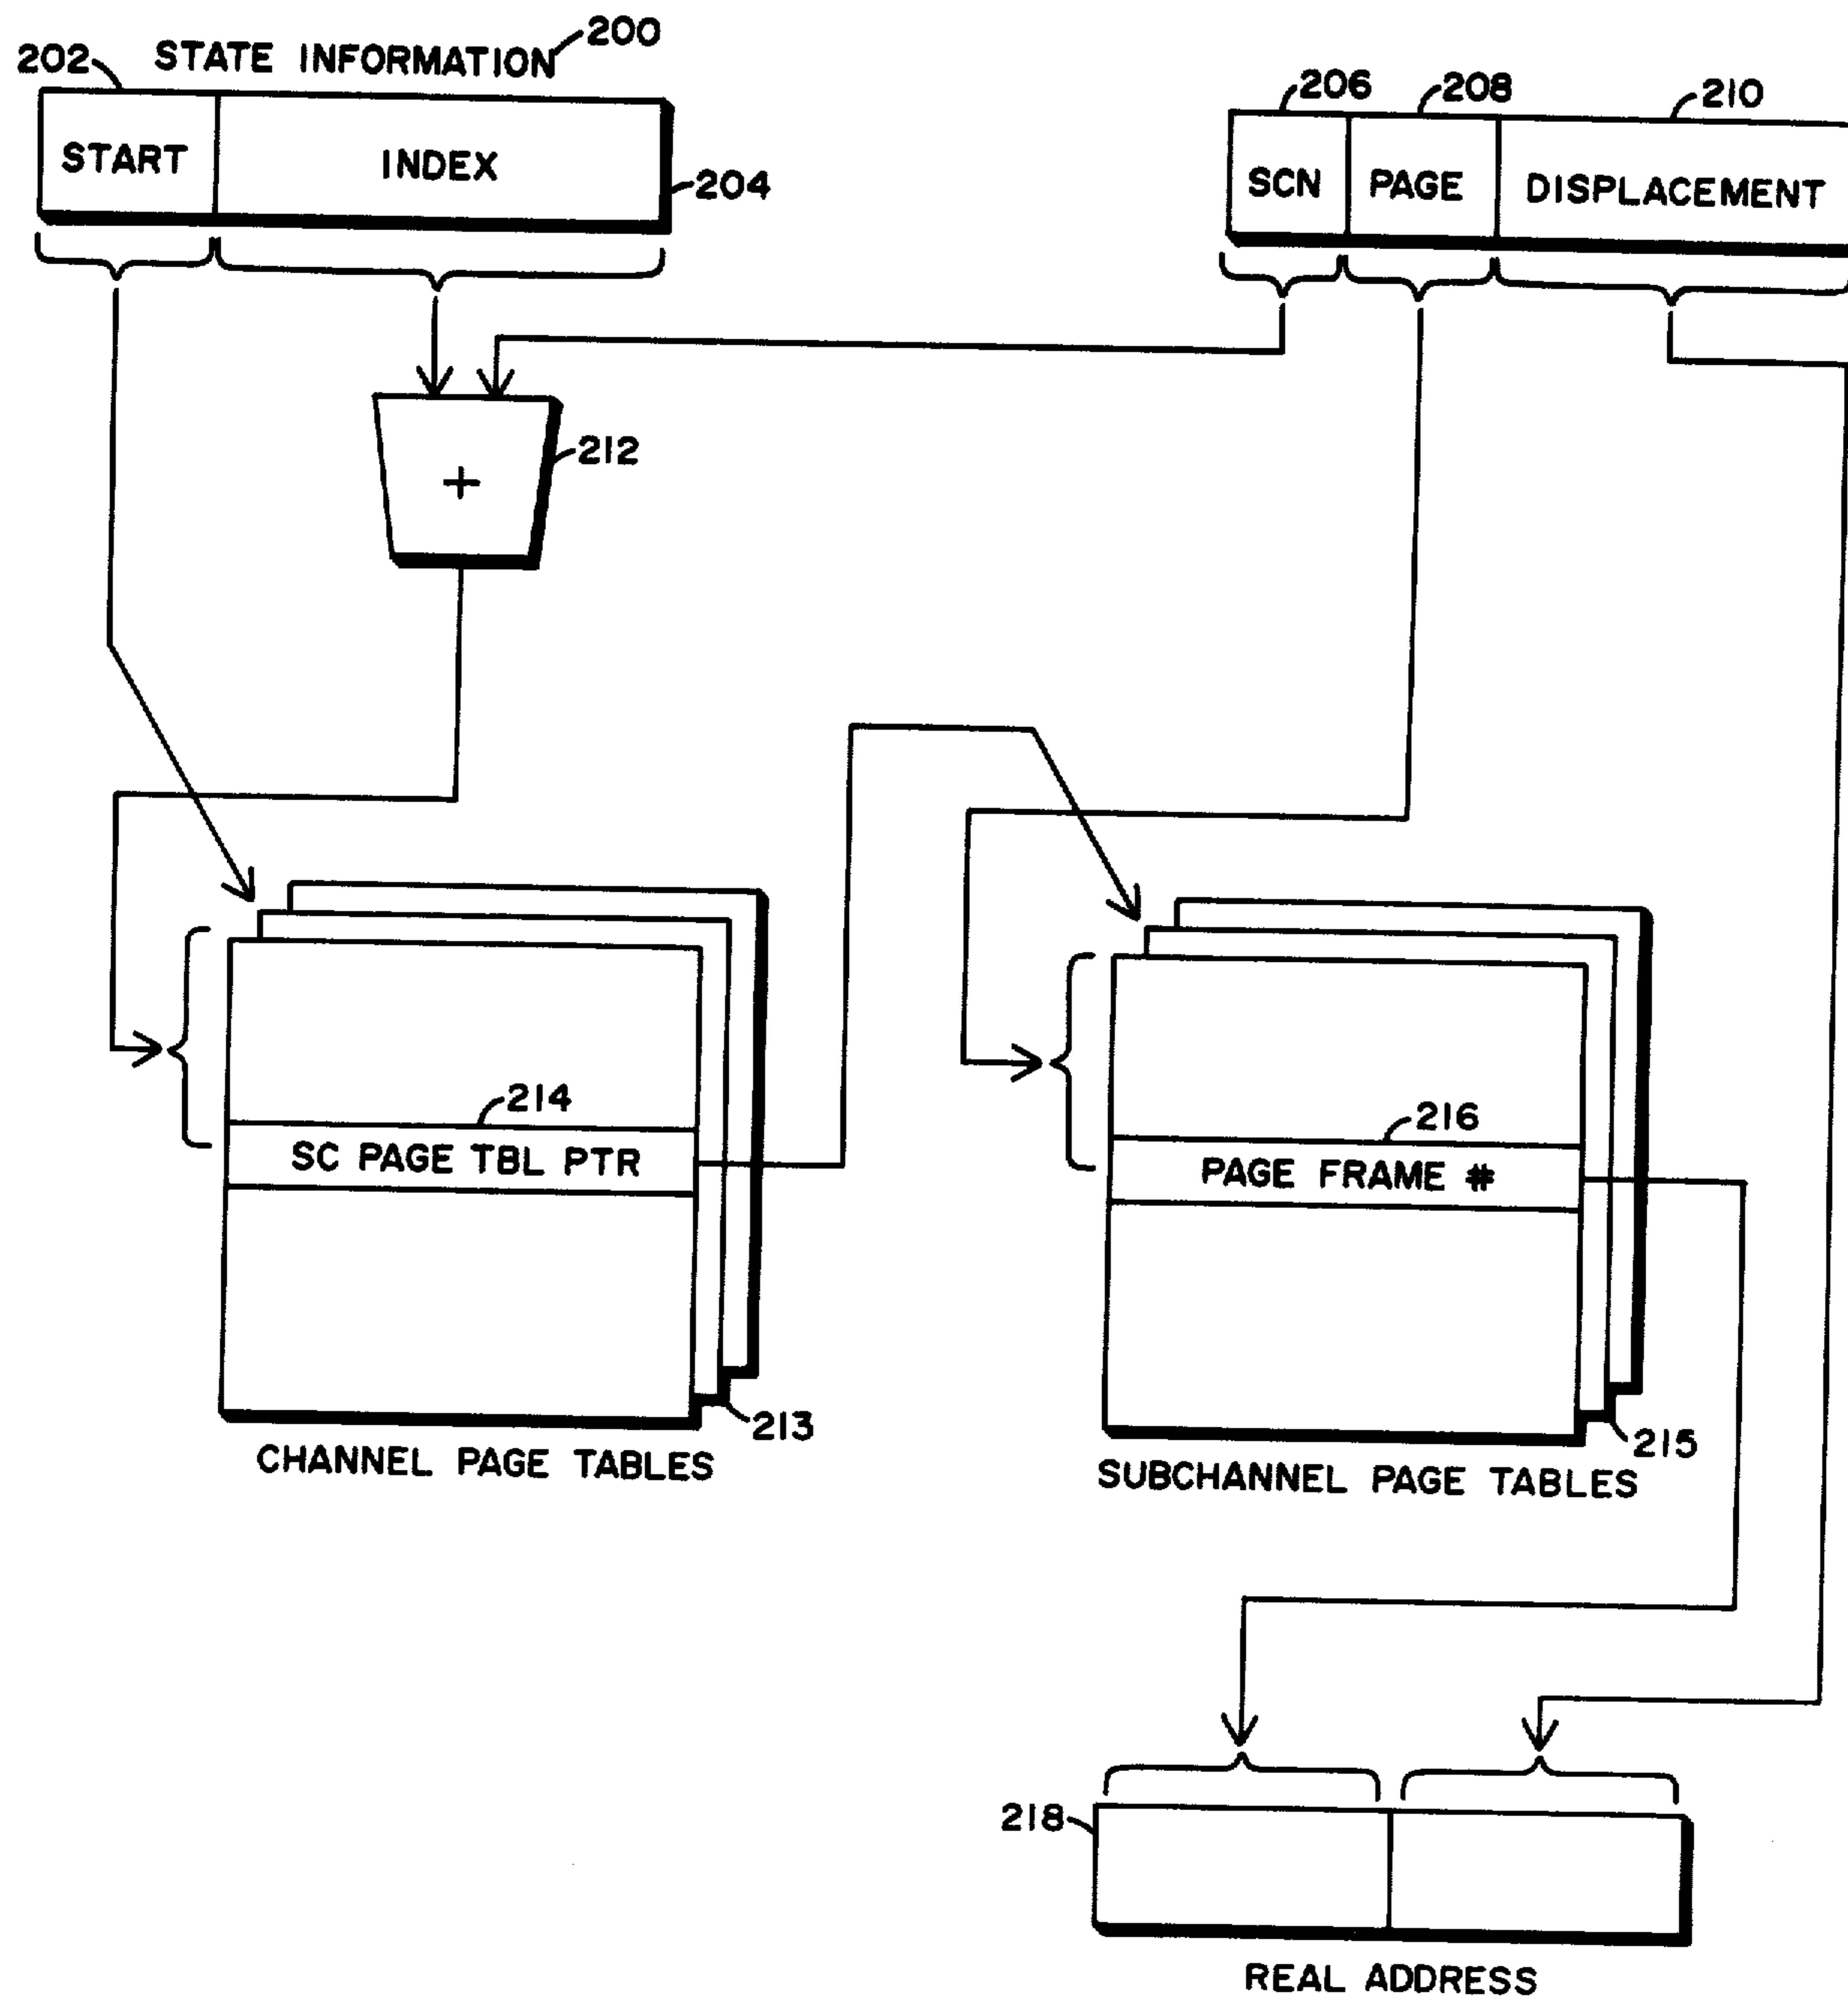 STATE INFORMATION 200
202
START INDEX
204
206 208 210
SCN PAGE DISPLACEMENT
+
212
214
SC PAGE TBL PTR
213
CHANNEL PAGE TABLES
216
PAGE FRAME #
215
SUBCHANNEL PAGE TABLES
218
REAL ADDRESS